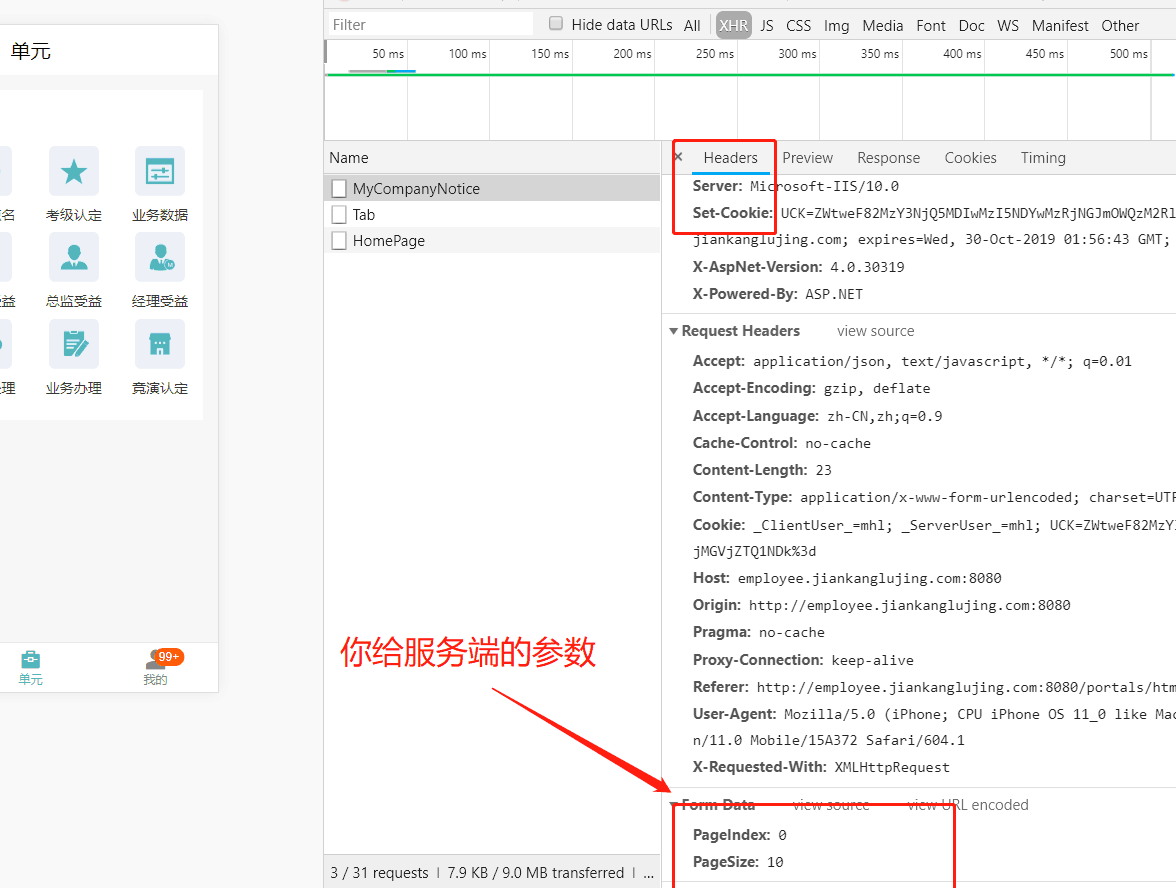 单元
名
考级认定
业务数据
益
总监受益
经理受益
理
业务办理
竞演认定
单元
99+
我的
Filter
Hide data URLs
All
XHR
JS
CSS
Img
Media
Font
Doc
WS
Manifest
Other
50 ms
100 ms
150 ms
200 ms
250 ms
300 ms
350 ms
400 ms
450 ms
500 ms
Name
MyCompanyNotice
Tab
HomePage
你给服务端的参数
3 / 31 requests | 7.9 KB / 9.0 MB transferred | ...
× Headers Preview Response Cookies Timing
Server: Microsoft-IIS/10.0
Set-Cookie: UCK=ZWtweF82MzY3NjQ5MDIwMzI5NDYwMzRjNGJmOWQzM2Rl
jiankanglujing.com; expires=Wed, 30-Oct-2019 01:56:43 GMT;
X-AspNet-Version: 4.0.30319
X-Powered-By: ASP.NET
Request Headers view source
Accept: application/json, text/javascript, */*; q=0.01
Accept-Encoding: gzip, deflate
Accept-Language: zh-CN,zh;q=0.9
Cache-Control: no-cache
Content-Length: 23
Content-Type: application/x-www-form-urlencoded; charset=UTF
Cookie: _ClientUser_=mhl; _ServerUser_=mhl; UCK=ZWtweF82MzY
jMGVjZTQ1NDk%3d
Host: employee.jiankanglujing.com:8080
Origin: http://employee.jiankanglujing.com:8080
Pragma: no-cache
Proxy-Connection: keep-alive
Referer: http://employee.jiankanglujing.com:8080/portals/htm
User-Agent: Mozilla/5.0 (iPhone; CPU iPhone OS 11_0 like Mac
n/11.0 Mobile/15A372 Safari/604.1
X-Requested-With: XMLHttpRequest
Form Data view source view URL encoded
PageIndex: 0
PageSize: 10